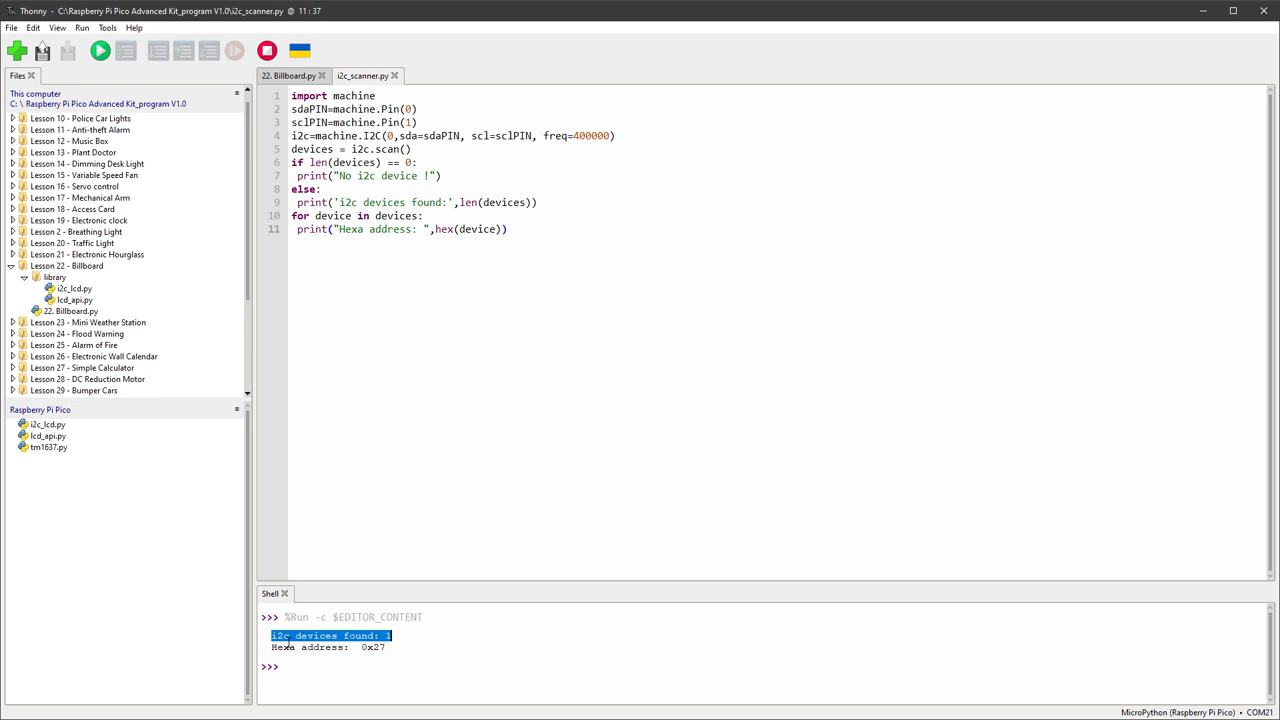 Thonny - C:\Raspberry Pi Pico Advanced Kit_program V1.0\i2c_scanner.py @ 11 : 37
File Edit View Run Tools Help
Files
This computer
C: \ Raspberry Pi Pico Advanced Kit_program V1.0
Lesson 10 - Police Car Lights
Lesson 11 - Anti-theft Alarm
Lesson 12 - Music Box
Lesson 13 - Plant Doctor
Lesson 14 - Dimming Desk Light
Lesson 15 - Variable Speed Fan
Lesson 16 - Servo control
Lesson 17 - Mechanical Arm
Lesson 18 - Access Card
Lesson 19 - Electronic clock
Lesson 2 - Breathing Light
Lesson 20 - Traffic Light
Lesson 21 - Electronic Hourglass
Lesson 22 - Billboard
library
i2c_lcd.py
lcd_api.py
22. Billboard.py
Lesson 23 - Mini Weather Station
Lesson 24 - Flood Warning
Lesson 25 - Alarm of Fire
Lesson 26 - Electronic Wall Calendar
Lesson 27 - Simple Calculator
Lesson 28 - DC Reduction Motor
Lesson 29 - Bumper Cars
Raspberry Pi Pico
i2c_lcd.py
lcd_api.py
tm1637.py
22. Billboard.py i2c_scanner.py
1 import machine
2 sdaPIN=machine.Pin(0)
3 sclPIN=machine.Pin(1)
4 i2c=machine.I2C(0,sda=sdaPIN, scl=sclPIN, freq=400000)
5 devices = i2c.scan()
6 if len(devices) == 0:
7 print("No i2c device !")
8 else:
9 print('i2c devices found:',len(devices))
10 for device in devices:
11 print("Hexa address: ",hex(device))
Shell
>>> %Run -c $EDITOR_CONTENT
i2c devices found: 1
Hexa address: 0x27
>>>
MicroPython (Raspberry Pi Pico) • COM21